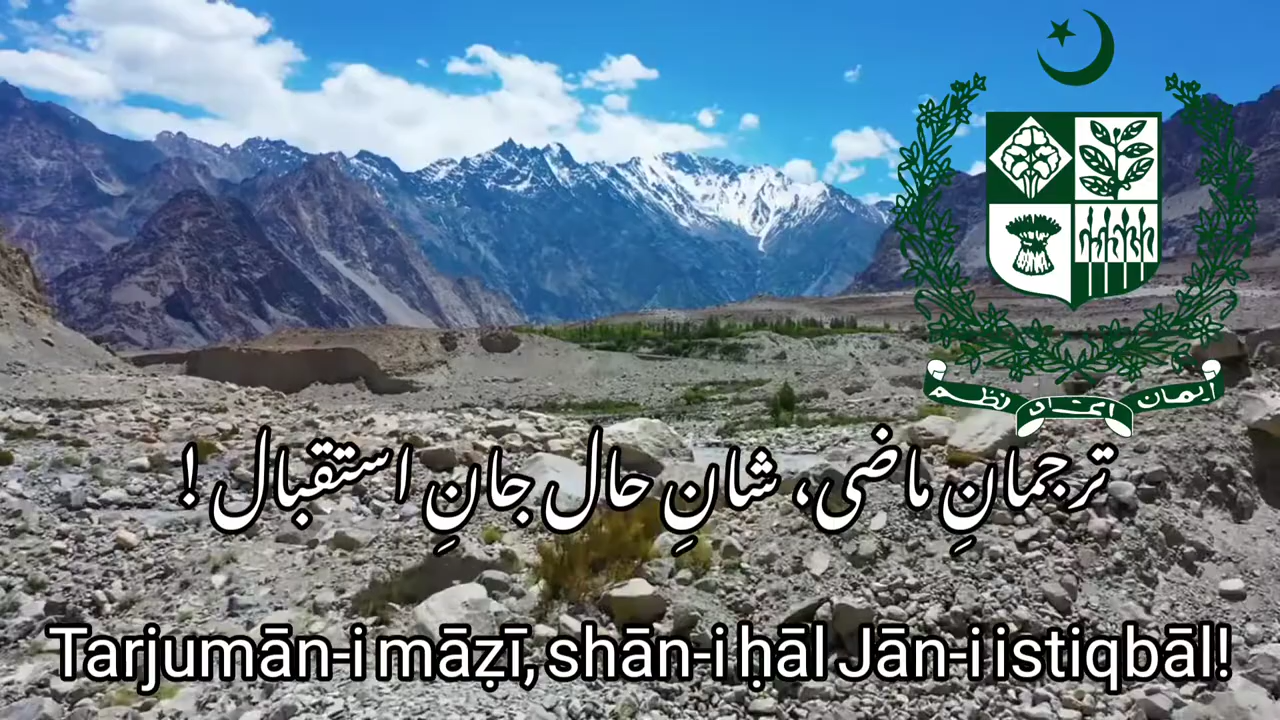 ایمان اتحاد نظم
ترجمانِ ماضی، شانِ حال جانِ استقبال !
Tarjumān-i māẓī, shān-i ḥāl Jān-i istiqbāl!